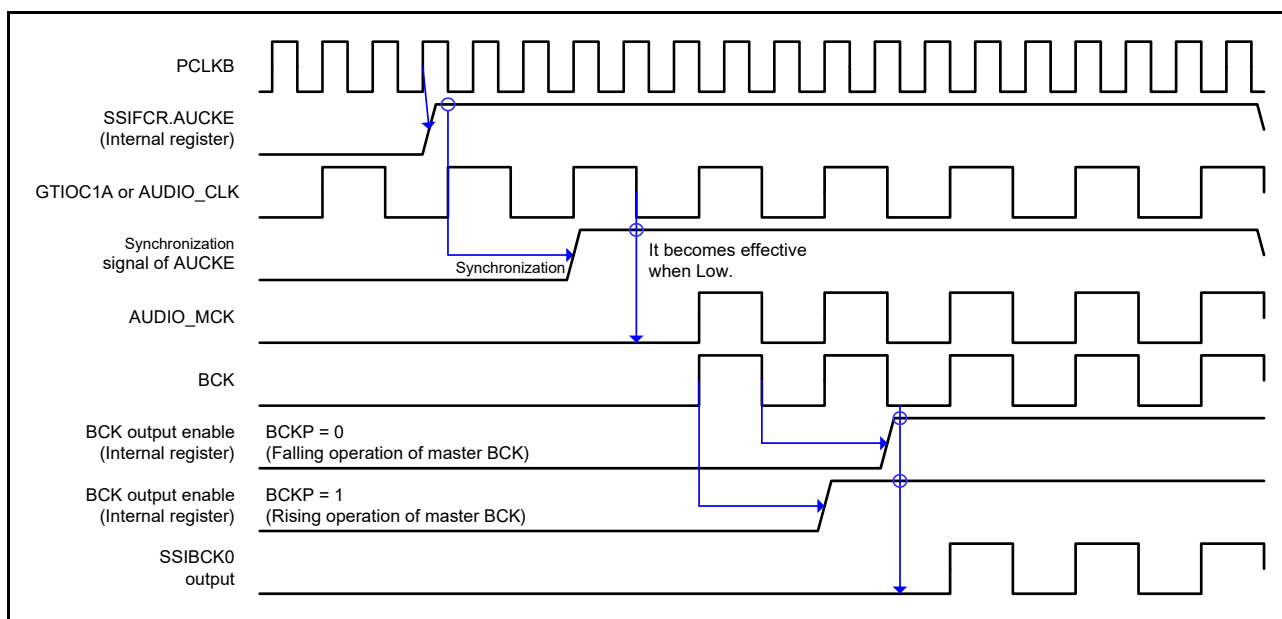 PCLKB
SSIFCR.AUCKE
(Internal register)
GTIOC1A or AUDIO_CLK
Synchronization
signal of AUCKE
Synchronization
It becomes effective
when Low.
AUDIO_MCK
BCK
BCK output enable
(Internal register)
BCKP = 0
(Falling operation of master BCK)
BCK output enable
(Internal register)
BCKP = 1
(Rising operation of master BCK)
SSIBCK0
output